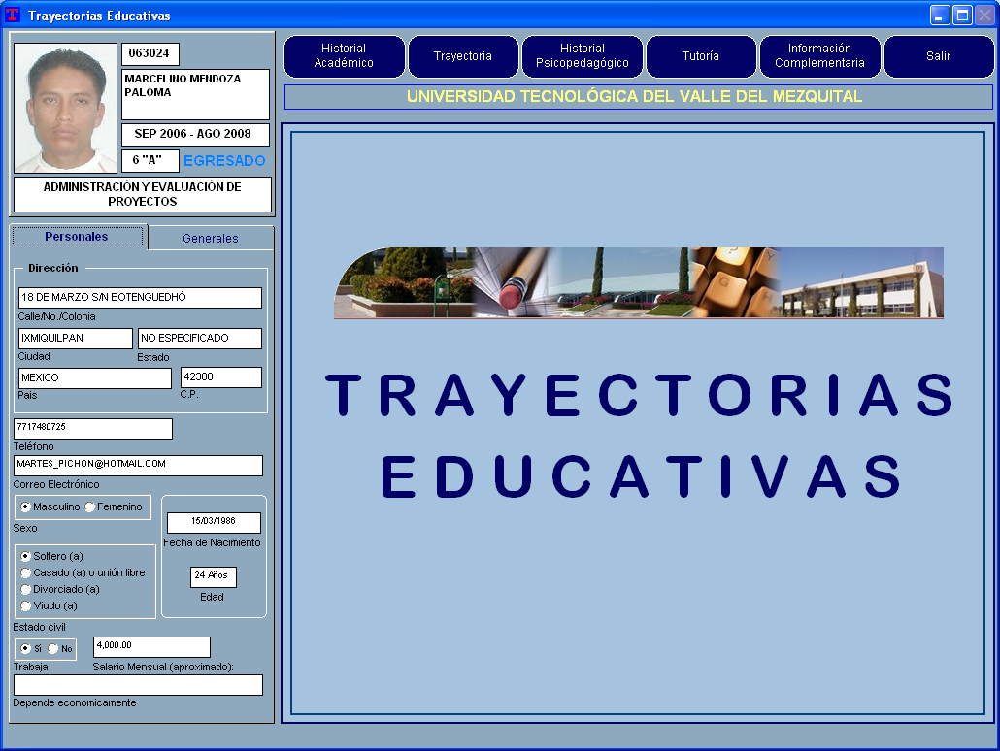 Trayectorias Educativas
063024
MARCELINO MENDOZA
PALOMA
SEP 2006 - AGO 2008
6 "A"
EGRESADO
ADMINISTRACIÓN Y EVALUACIÓN DE
PROYECTOS
Historial
Académico
Trayectoria
Historial
Psicopedagógico
Tutoría
Información
Complementaria
Salir
UNIVERSIDAD TECNOLÓGICA DEL VALLE DEL MEZQUITAL
Personales
Generales
Dirección
18 DE MARZO S/N BOTENGUEDHÓ
Calle/No./Colonia
IXMIQUILPAN
NO ESPECIFICADO
Ciudad
Estado
MEXICO
42300
Pais
C.P.
7717480725
Teléfono
MARTES_PICHON@HOTMAIL.COM
Correo Electrónico
Masculino
Femenino
Sexo
15/03/1986
Fecha de Nacimiento
24 Años
Edad
Soltero (a)
Casado (a) o unión libre
Divorciado (a)
Viudo (a)
Estado civil
Si
No
Trabaja
4,000.00
Salario Mensual (aproximado):
Depende economicamente
TRAYECTORIAS
EDUCATIVAS